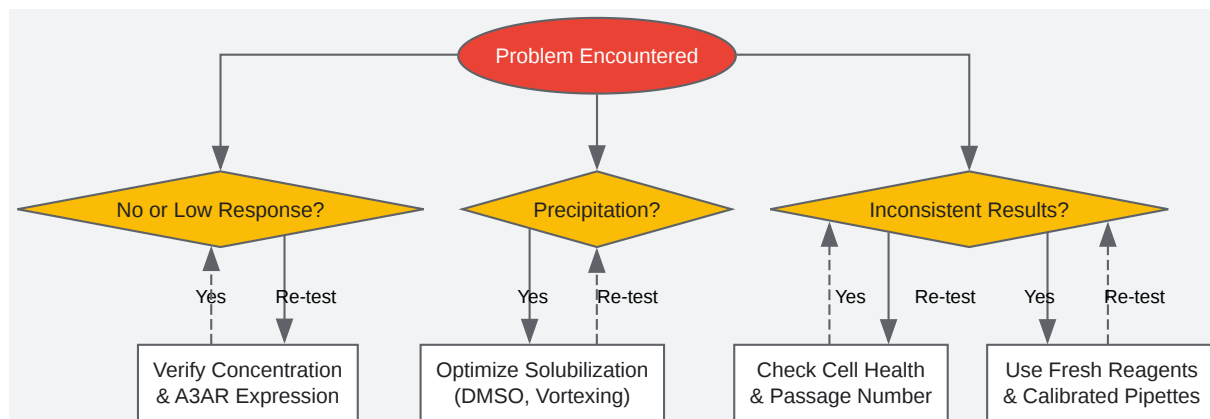 Problem Encountered
No or Low Response?
Precipitation?
Inconsistent Results?
Yes
Re-test
Yes
Re-test
Yes
Re-test
Yes
Re-test
Verify Concentration
& A3AR Expression
Optimize Solubilization
(DMSO, Vortexing)
Check Cell Health
& Passage Number
Use Fresh Reagents
& Calibrated Pipettes